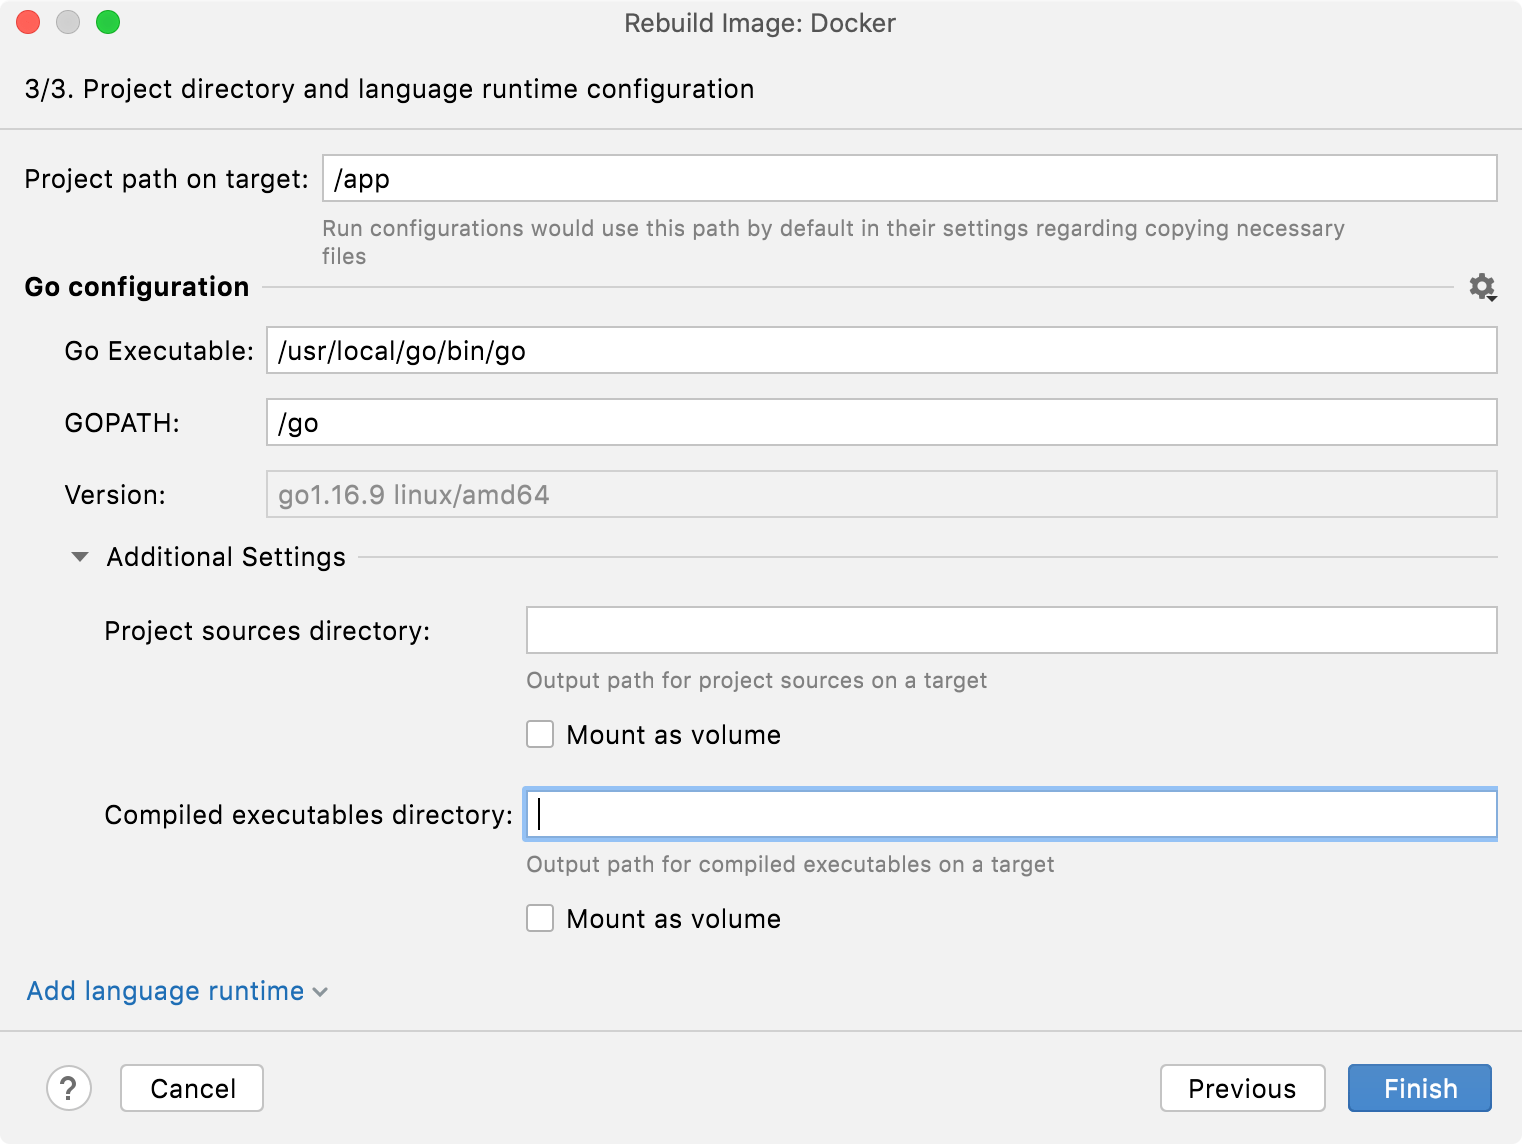 Rebuild Image: Docker
3/3. Project directory and language runtime configuration
Project path on target: /app
Run configurations would use this path by default in their settings regarding copying necessary
files
Go configuration
Go Executable: /usr/local/go/bin/go
GOPATH: /go
Version: go1.16.9 linux/amd64
Additional Settings
Project sources directory:
Output path for project sources on a target
Mount as volume
Compiled executables directory:
Output path for compiled executables on a target
Mount as volume
Add language runtime
? Cancel Previous Finish